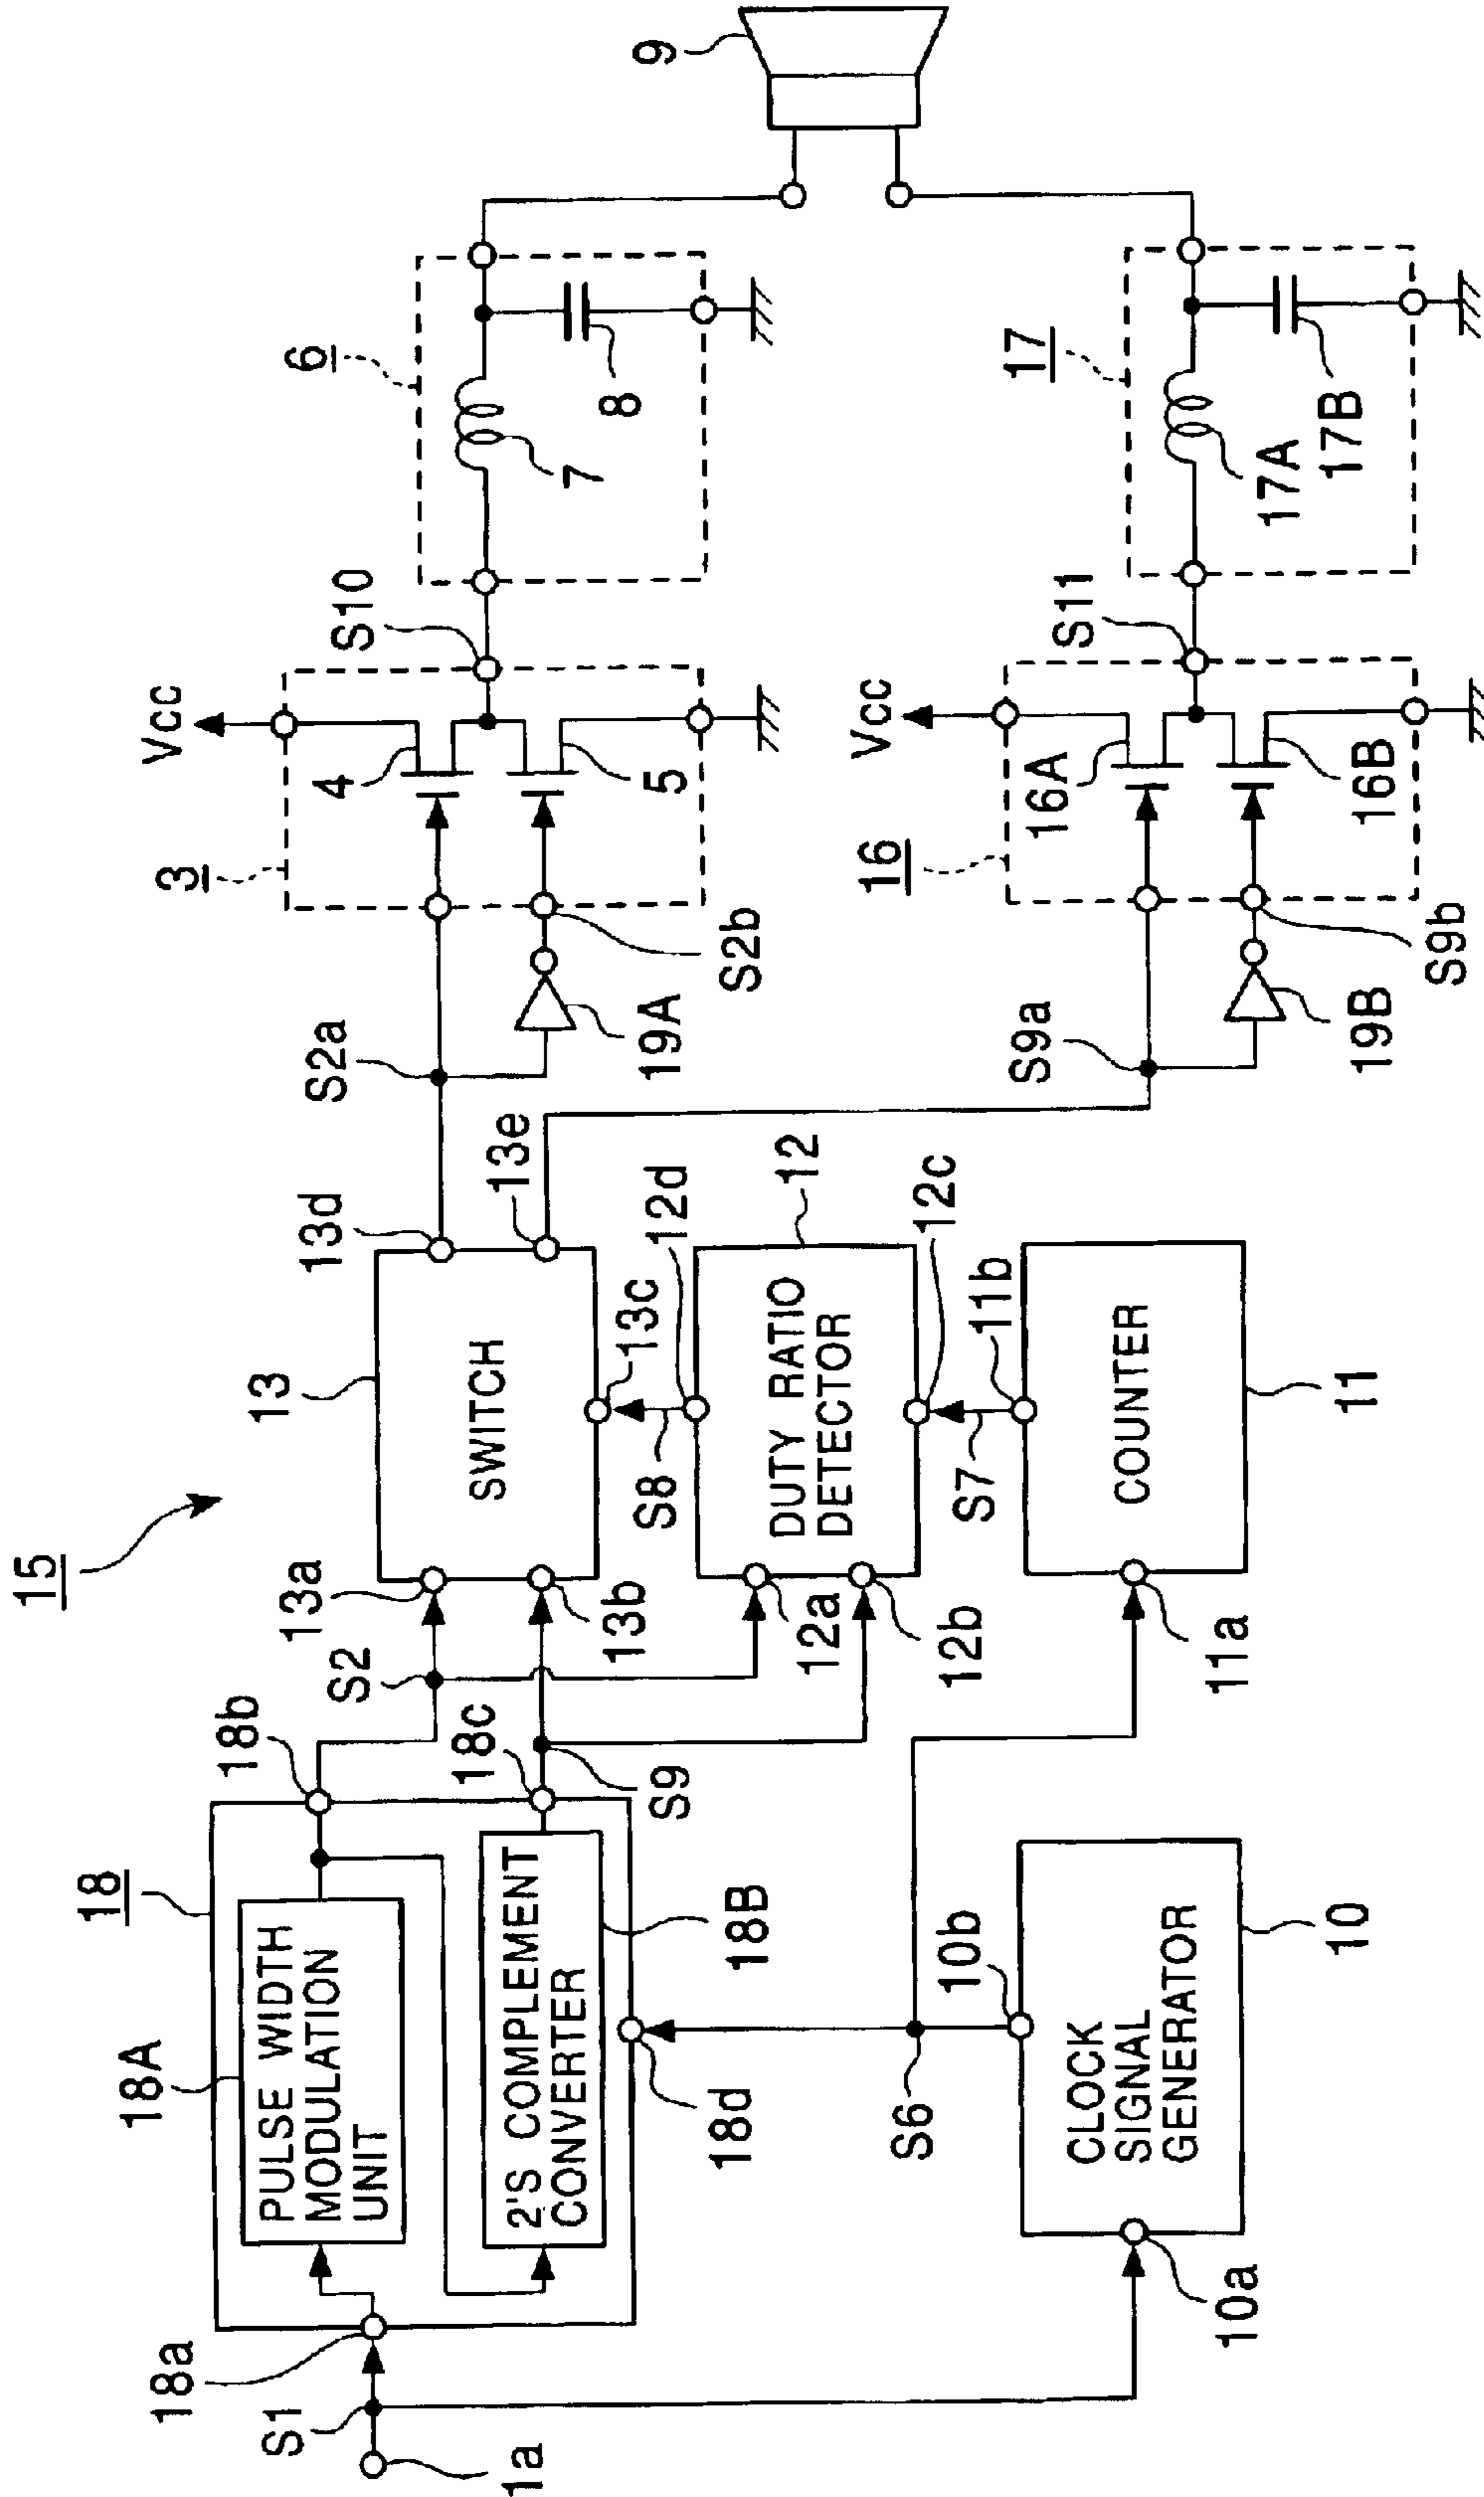 15
18
18A
PULSE WIDTH
MODULATION
UNIT
18a
S1
1a
2'S COMPLEMENT
CONVERTER
18B
18b
18c
18d
S2
S9
S6
CLOCK
SIGNAL
GENERATOR
10
10a
10b
13
SWITCH
13a
13b
13c
13d
13e
S8
DUTY RATIO
DETECTOR
12
12a
12b
12c
12d
S7
COUNTER
11
11a
11b
S2a
19A
S2b
3
Vcc
4
5
S10
6
7
8
9
S9a
19B
S9b
16
Vcc
16A
16B
S11
17
17A
17B